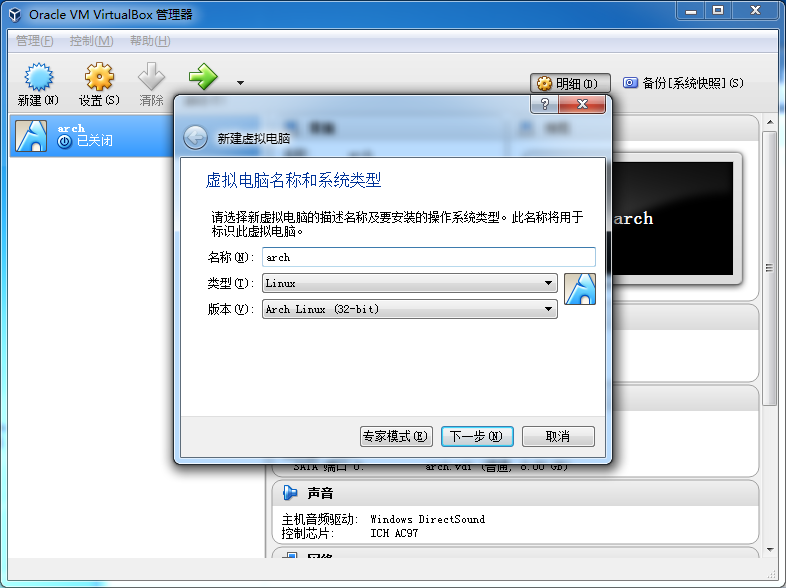 Oracle VM VirtualBox 管理器
管理(F) 控制(M) 帮助(H)
新建(N) 设置(S) 清除
明细(D) 备份[系统快照](S)
arch
已关闭
新建虚拟电脑
虚拟电脑名称和系统类型
请选择新虚拟电脑的描述名称及要安装的操作系统类型。此名称将用于
标识此虚拟电脑。
名称(N): arch
类型(T): Linux
版本(V): Arch Linux (32-bit)
专家模式(E) 下一步(N) 取消
arch
SATA 端口 0: arch.vdi (普通, 8.00 GB)
声音
主机音频驱动: Windows DirectSound
控制芯片: ICH AC97
网络